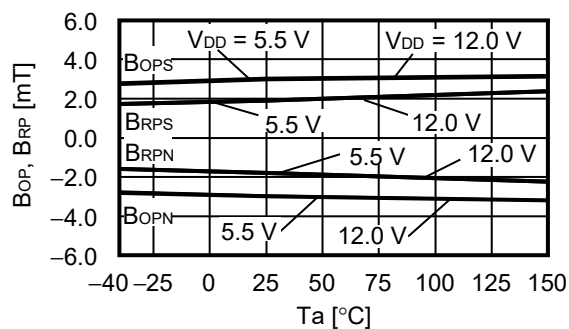 6.0
VDD = 5.5 V VDD = 12.0 V
4.0
BOPS
2.0
BRPS 5.5 V 12.0 V
0.0
BRPN 5.5 V 12.0 V
−2.0
BOPN
−4.0
5.5 V 12.0 V
−6.0
−40 −25 0 25 50 75 100 125 150
Ta [°C]
BOP, BRP [mT]